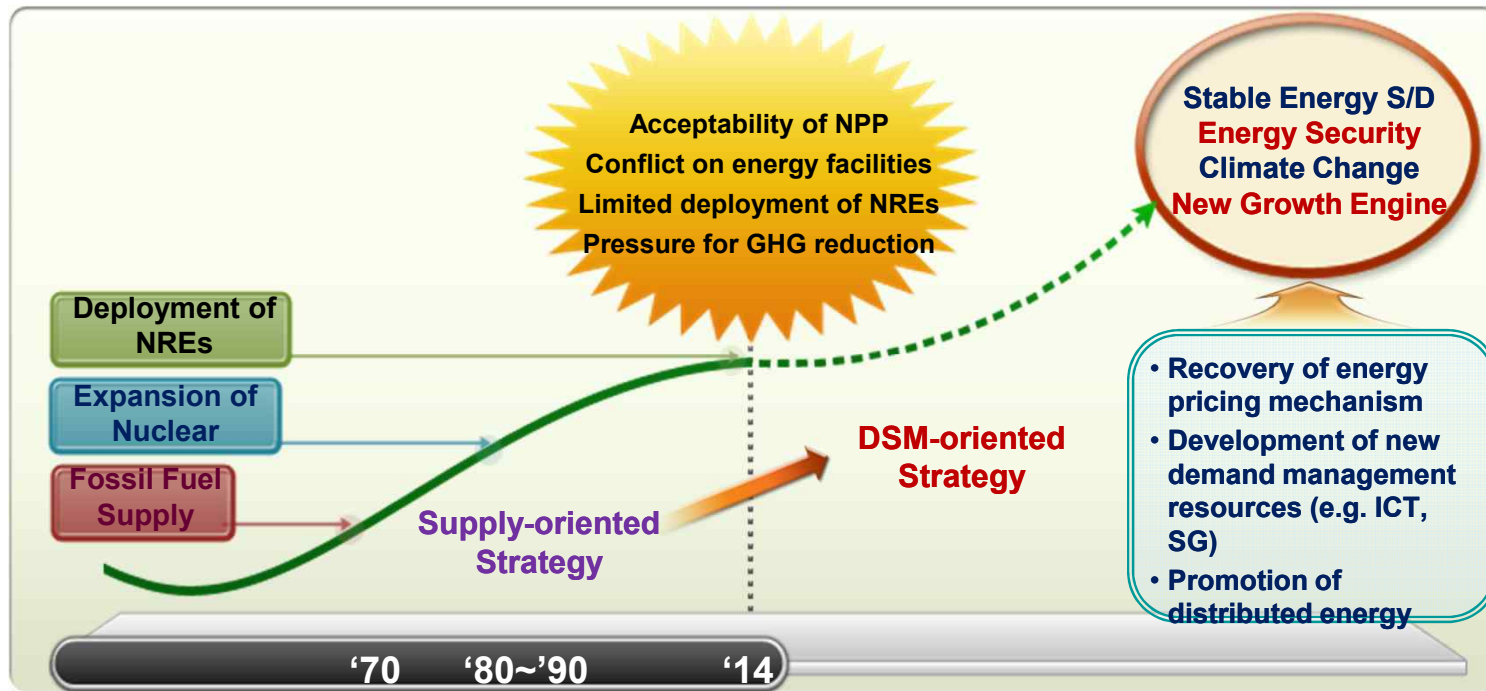 Acceptability of NPP
Conflict on energy facilities
Limited deployment of NREs
Pressure for GHG reduction
Stable Energy S/D
Energy Security
Climate Change
New Growth Engine
Deployment of
NREs
Expansion of
Nuclear
Fossil Fuel
Supply
Supply-oriented
Strategy
DSM-oriented
Strategy
• Recovery of energy
pricing mechanism
• Development of new
demand management
resources (e.g. ICT,
SG)
• Promotion of
distributed energy
‘70 ‘80~’90 ‘14